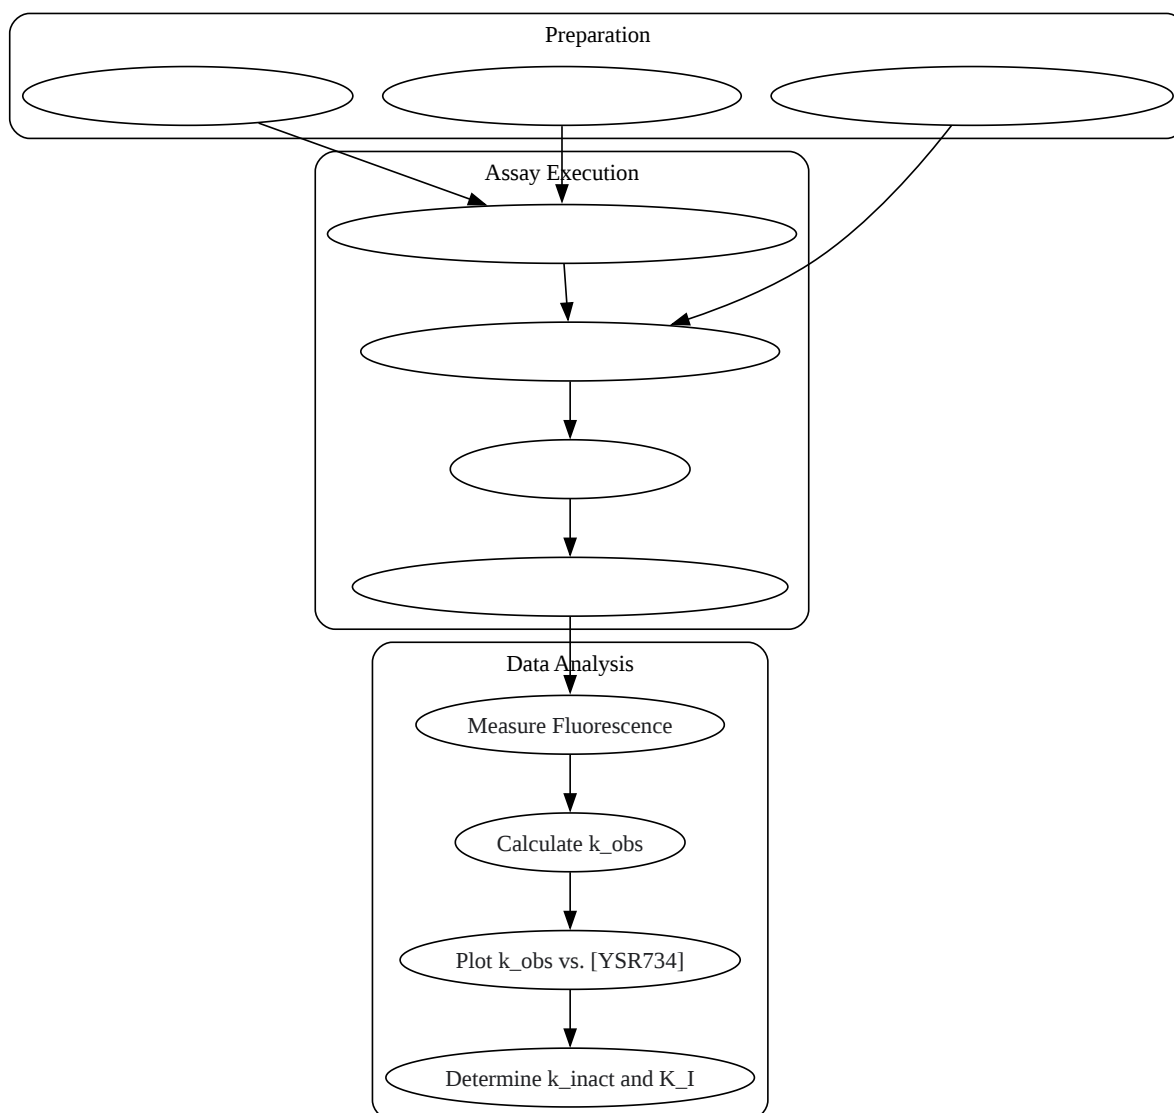 Preparation
Assay Execution
Data Analysis
Measure Fluorescence
Calculate k_obs
Plot k_obs vs. [YSR734]
Determine k_inact and K_I